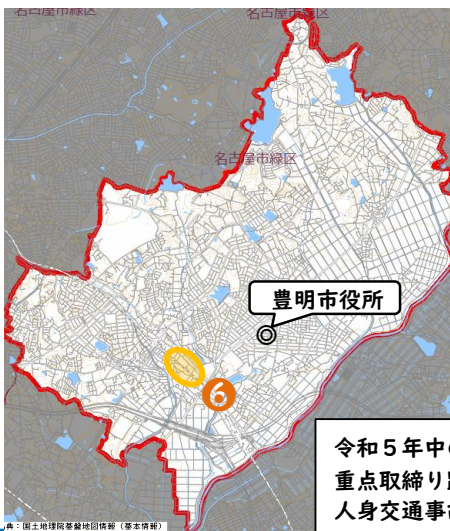 名古屋市緑区
名古屋市緑区
名古屋市緑区
豊明市役所
6
令和5年中の
重点取締り
人身交通事
典：国土地理院基盤地図情報（基本情報）